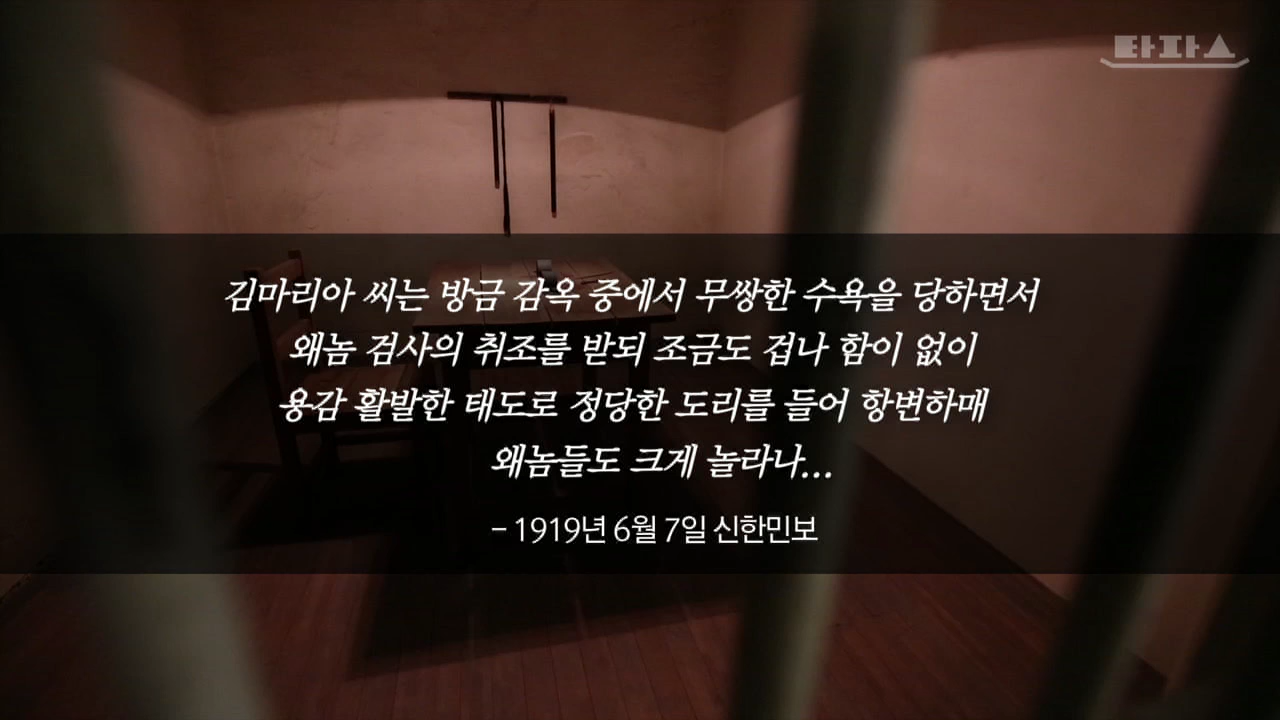 타파스
김마리아 씨는 방금 감옥 중에서 무쌍한 수욕을 당하면서
왜놈 검사의 취조를 받되 조금도 겁나 함이 없이
용감 활발한 태도로 정당한 도리를 들어 항변하매
왜놈들도 크게 놀라나...
– 1919년 6월 7일 신한민보